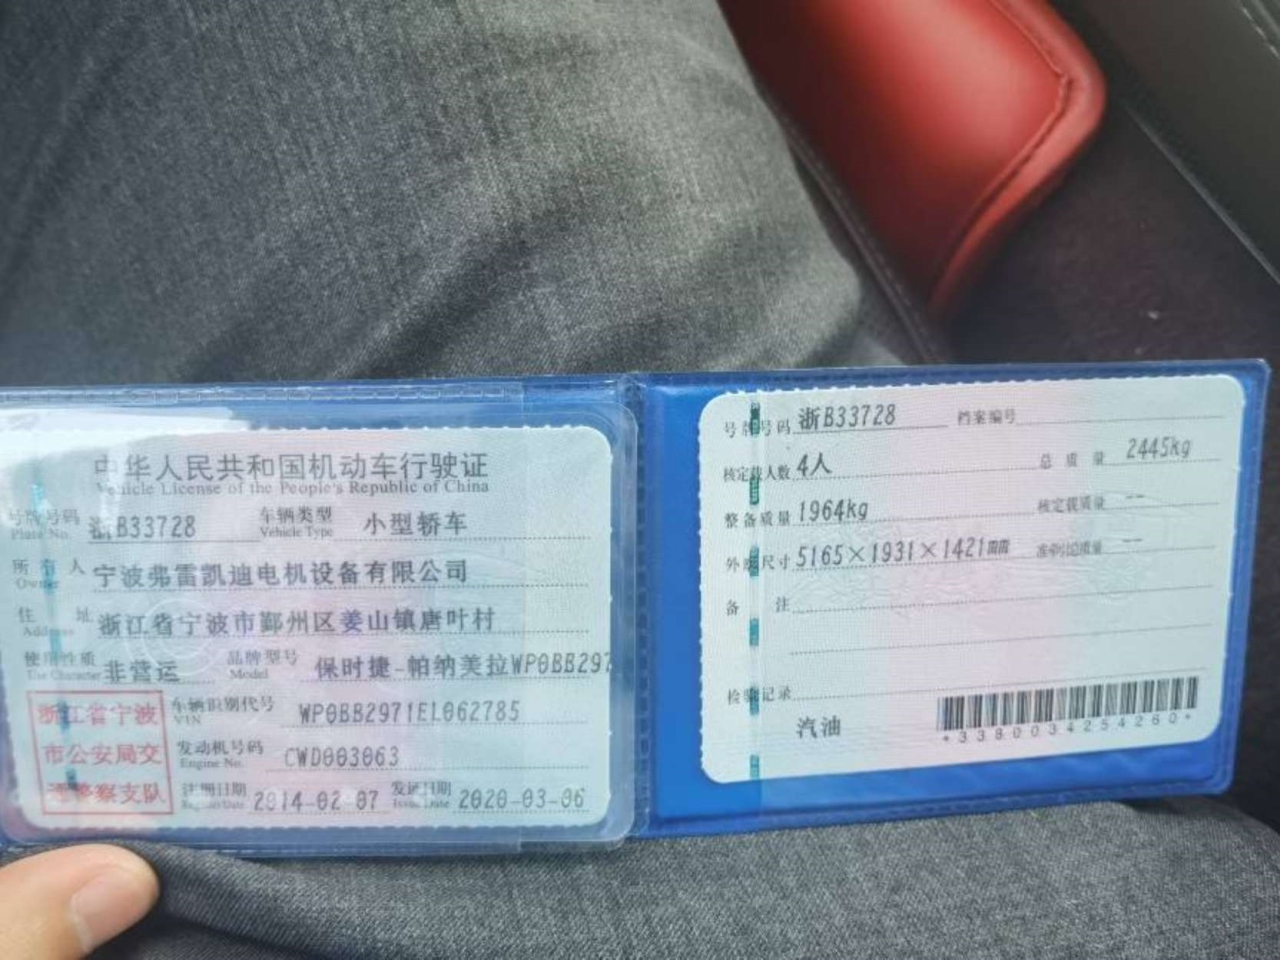 中华人民共和国机动车行驶证
Vehicle License of the People's Republic of China
号牌号码 浙B33728 车辆类型 小型轿车
Plate No. Vehicle Type
所有人 宁波弗雷凯迪电机设备有限公司
Owner
住址 浙江省宁波市鄞州区姜山镇唐叶村
Address
使用性质 非营运 品牌型号 保时捷-帕纳美拉WP0BB297
Use Character Model
浙江省宁波
市公安局交
通警察支队
车辆识别代号 WP0BB2971EL062785
VIN
发动机号码 CWD003063
Engine No.
注册日期 2014-02-07 发证日期 2020-03-06
Register Date Issue Date
号牌号码 浙B33728 档案编号
核定载人数 4人 总质量 2445kg
整备质量 1964kg 核定载质量 --
外廓尺寸 5165×1931×1421mm 准牵引总质量 --
备注
检验记录
汽油
*3380034254260*